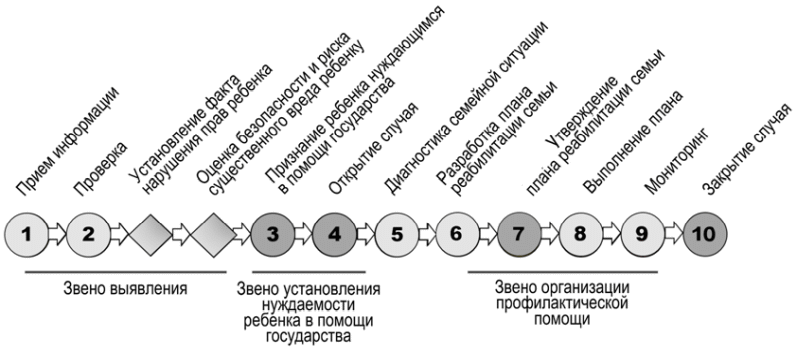 Прием информации
Проверка
Установление факта
нарушения прав ребенка
Оценка безопасности и риска
существенного вреда ребенку
Признание ребенка нуждающимся
в помощи государства
Открытие случая
Диагностика семейной ситуации
Разработка плана
реабилитации семьи
Утверждение
плана реабилитации семьи
Выполнение плана
Мониторинг
Закрытие случая
1 2 3 4 5 6 7 8 9 10
Звено выявления
Звено установления
нуждаемости
ребенка в помощи
государства
Звено организации
профилактической
помощи